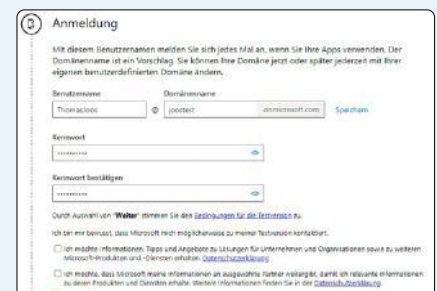 Anmeldung
Mit diesem Benutzernamen melden Sie sich jedes Mal an, wenn Sie Ihre Apps verwenden. Der
Domänenname ist ein Vorschlag. Sie können Ihre Domäne jetzt oder später jederzeit mit Ihrer
eigenen benutzerdefinierten Domäne ändern.
Benutzername Domänenname
ThomasJoos @ joostest .onmicrosoft.com Speichern
Kennwort
••••••••••
Kennwort bestätigen
••••••••••
Durch Auswahl von "Weiter" stimmen Sie den Bedingungen für die Testversion zu.
Ich bin mir bewusst, dass Microsoft mich möglicherweise zu meiner Testversion kontaktiert.
Ich möchte Informationen, Tipps und Angebote zu Lösungen für Unternehmen und Organisationen sowie zu weiteren
Microsoft-Produkten und -Diensten erhalten. Datenschutzerklärung
Ich möchte, dass Microsoft meine Informationen an ausgewählte Partner weitergibt, damit ich relevante Informationen
zu deren Produkten und Diensten erhalte. Weitere Informationen finden Sie in der Datenschutzerklärung.